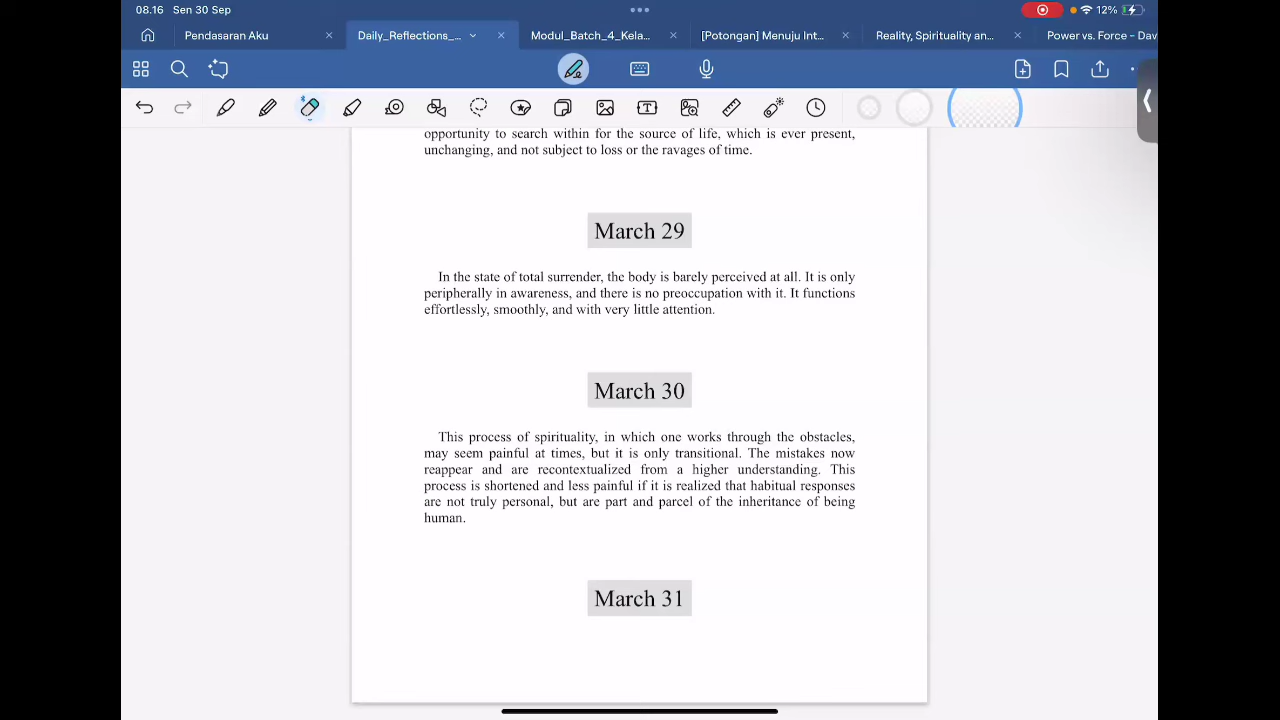 08.16 Sen 30 Sep
12%
Pendasaran Aku
Daily_Reflections_...
Modul_Batch_4_Kela...
[Potongan] Menuju Int...
Reality, Spirituality an...
Power vs. Force – Dav
opportunity to search within for the source of life, which is ever present,
unchanging, and not subject to loss or the ravages of time.
March 29
In the state of total surrender, the body is barely perceived at all. It is only
peripherally in awareness, and there is no preoccupation with it. It functions
effortlessly, smoothly, and with very little attention.
March 30
This process of spirituality, in which one works through the obstacles,
may seem painful at times, but it is only transitional. The mistakes now
reappear and are recontextualized from a higher understanding. This
process is shortened and less painful if it is realized that habitual responses
are not truly personal, but are part and parcel of the inheritance of being
human.
March 31